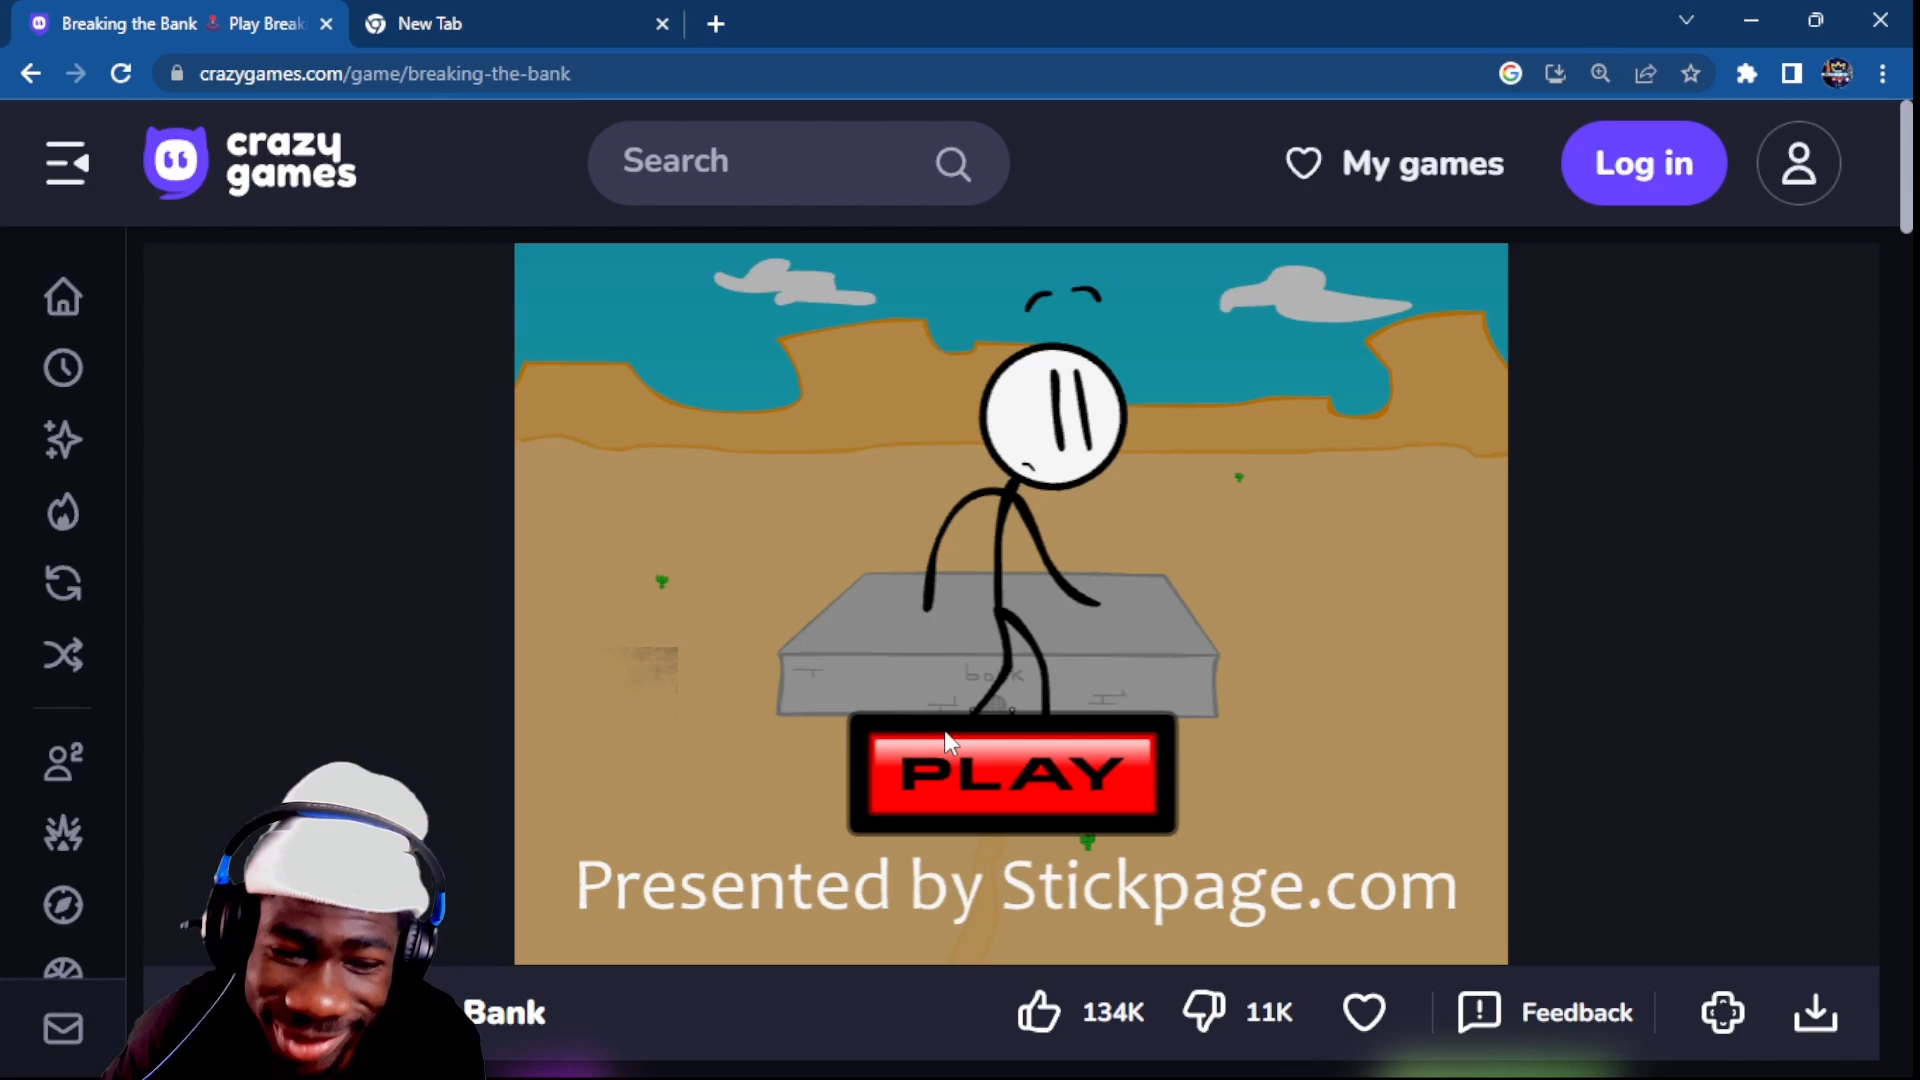 Breaking the Bank 🕹️ Play Break
New Tab
crazygames.com/game/breaking-the-bank
crazy
games
Search
My games
Log in
PLAY
Presented by Stickpage.com
Bank
134K
11K
Feedback